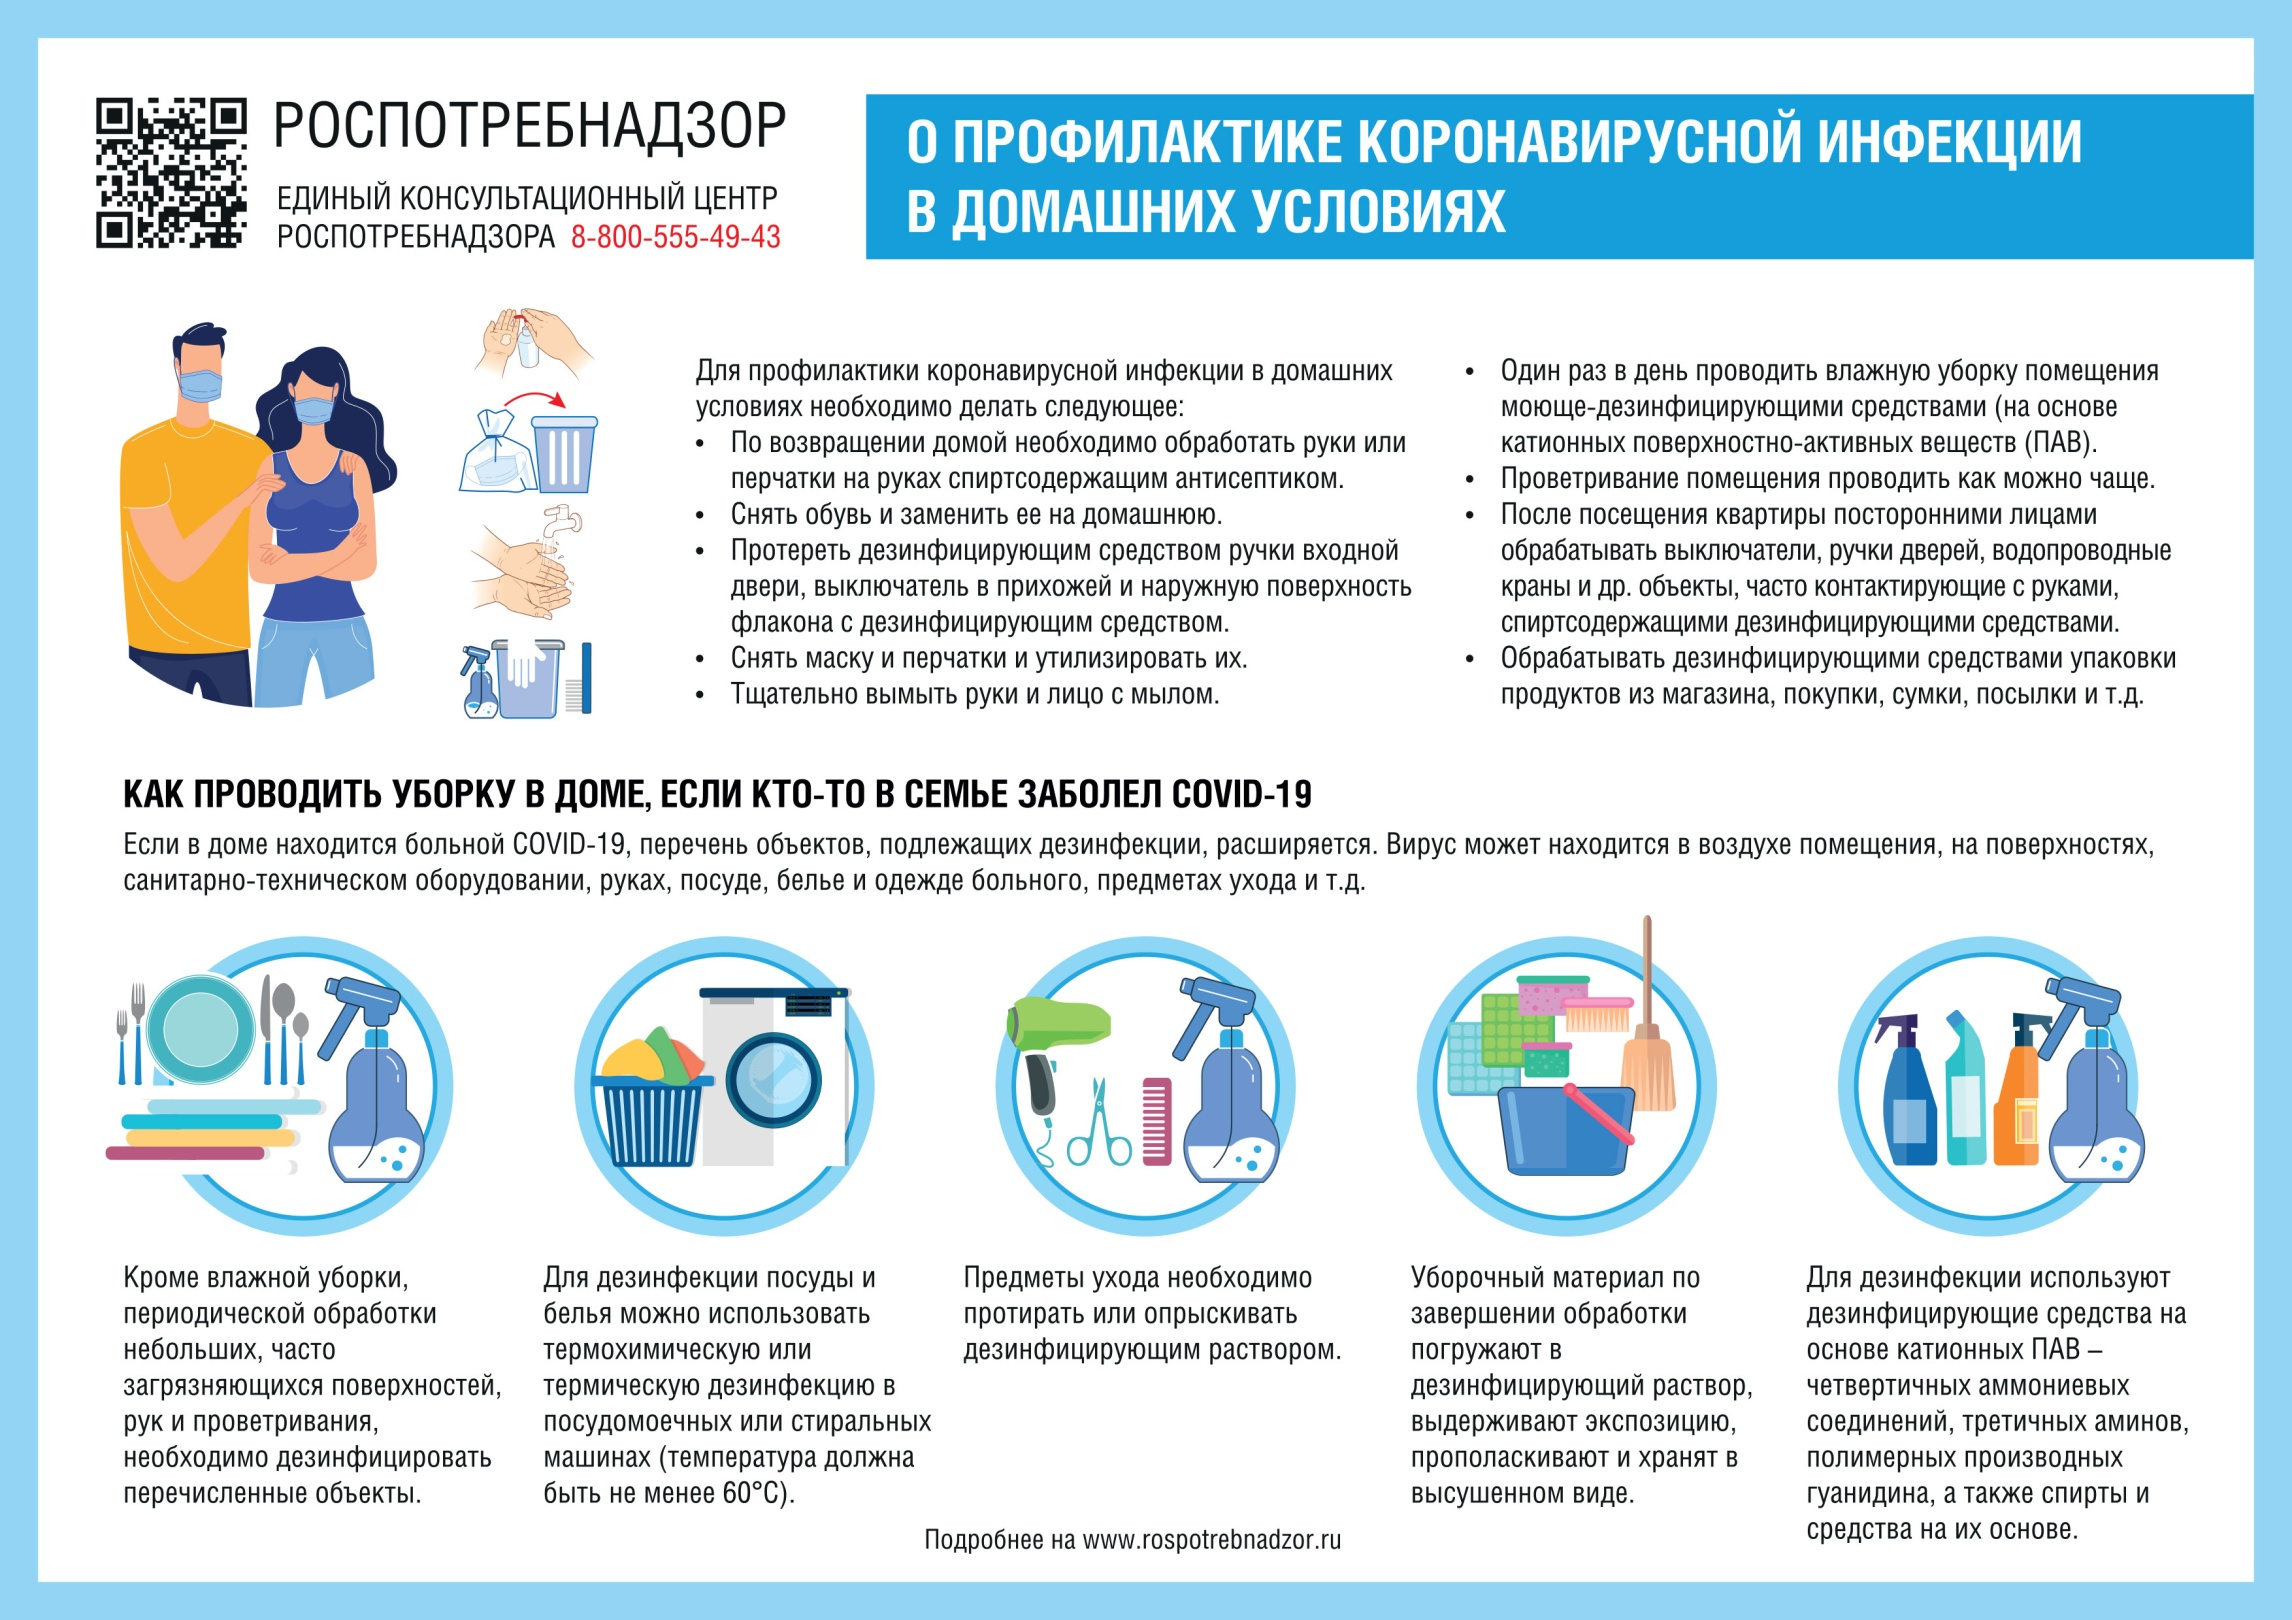 РОСПОТРЕБНАДЗОР
ЕДИНЫЙ КОНСУЛЬТАЦИОННЫЙ ЦЕНТР
РОСПОТРЕБНАДЗОРА 8-800-555-49-43
О ПРОФИЛАКТИКЕ КОРОНАВИРУСНОЙ ИНФЕКЦИИ
В ДОМАШНИХ УСЛОВИЯХ
Для профилактики коронавирусной инфекции в домашних
условиях необходимо делать следующее:
• По возвращении домой необходимо обработать руки или
перчатки на руках спиртсодержащим антисептиком.
• Снять обувь и заменить ее на домашнюю.
• Протереть дезинфицирующим средством ручки входной
двери, выключатель в прихожей и наружную поверхность
флакона с дезинфицирующим средством.
• Снять маску и перчатки и утилизировать их.
• Тщательно вымыть руки и лицо с мылом.
• Один раз в день проводить влажную уборку помещения
моюще-дезинфицирующими средствами (на основе
катионных поверхностно-активных веществ (ПАВ).
• Проветривание помещения проводить как можно чаще.
• После посещения квартиры посторонними лицами
обрабатывать выключатели, ручки дверей, водопроводные
краны и др. объекты, часто контактирующие с руками,
спиртсодержащими дезинфицирующими средствами.
• Обрабатывать дезинфицирующими средствами упаковки
продуктов из магазина, покупки, сумки, посылки и т.д.
КАК ПРОВОДИТЬ УБОРКУ В ДОМЕ, ЕСЛИ КТО-ТО В СЕМЬЕ ЗАБОЛЕЛ COVID-19
Если в доме находится больной COVID-19, перечень объектов, подлежащих дезинфекции, расширяется. Вирус может находится в воздухе помещения, на поверхностях,
санитарно-техническом оборудовании, руках, посуде, белье и одежде больного, предметах ухода и т.д.
Кроме влажной уборки,
периодической обработки
небольших, часто
загрязняющихся поверхностей,
рук и проветривания,
необходимо дезинфицировать
перечисленные объекты.
Для дезинфекции посуды и
белья можно использовать
термохимическую или
термическую дезинфекцию в
посудомоечных или стиральных
машинах (температура должна
быть не менее 60°C).
Предметы ухода необходимо
протирать или опрыскивать
дезинфицирующим раствором.
Уборочный материал по
завершении обработки
погружают в
дезинфицирующий раствор,
выдерживают экспозицию,
прополаскивают и хранят в
высушенном виде.
Для дезинфекции используют
дезинфицирующие средства на
основе катионных ПАВ –
четвертичных аммониевых
соединений, третичных аминов,
полимерных производных
гуанидина, а также спирты и
средства на их основе.
Подробнее на www.rospotrebnadzor.ru